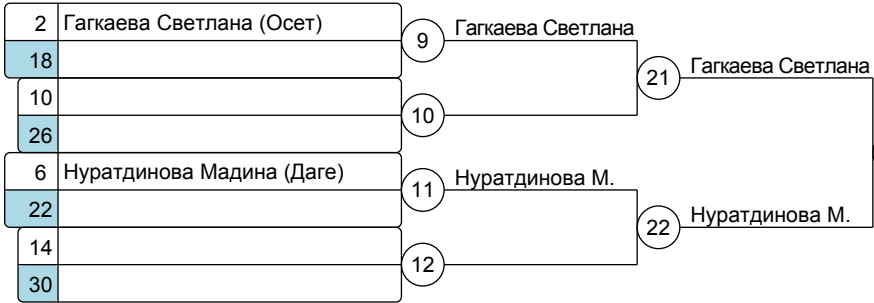 2 Гагкаева Светлана (Осет)
18
9 Гагкаева Светлана
21 Гагкаева Светлана
10
26
10
6 Нуратдинова Мадина (Даге)
22
11 Нуратдинова М.
22 Нуратдинова М.
14
30
12